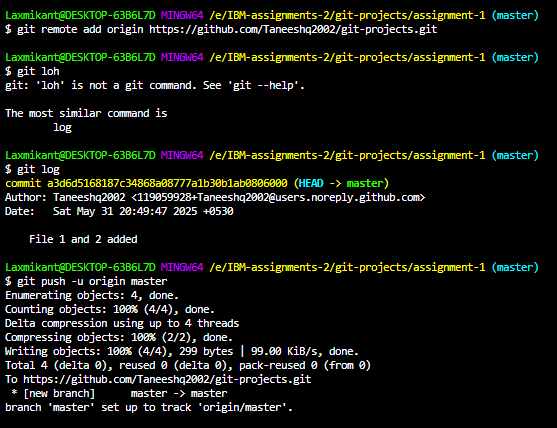 Laxmikant@DESKTOP-63B6L7D MINGW64 /e/IBM-assignments-2/git-projects/assignment-1 (master)
$ git remote add origin https://github.com/Taneeshq2002/git-projects.git

Laxmikant@DESKTOP-63B6L7D MINGW64 /e/IBM-assignments-2/git-projects/assignment-1 (master)
$ git loh
git: 'loh' is not a git command. See 'git --help'.

The most similar command is
        log

Laxmikant@DESKTOP-63B6L7D MINGW64 /e/IBM-assignments-2/git-projects/assignment-1 (master)
$ git log
commit a3d6d5168187c34868a08777a1b30b1ab0806000 (HEAD -> master)
Author: Taneeshq2002 <119059928+Taneeshq2002@users.noreply.github.com>
Date:   Sat May 31 20:49:47 2025 +0530

    File 1 and 2 added

Laxmikant@DESKTOP-63B6L7D MINGW64 /e/IBM-assignments-2/git-projects/assignment-1 (master)
$ git push -u origin master
Enumerating objects: 4, done.
Counting objects: 100% (4/4), done.
Delta compression using up to 4 threads
Compressing objects: 100% (2/2), done.
Writing objects: 100% (4/4), 299 bytes | 99.00 KiB/s, done.
Total 4 (delta 0), reused 0 (delta 0), pack-reused 0 (from 0)
To https://github.com/Taneeshq2002/git-projects.git
 * [new branch]      master -> master
branch 'master' set up to track 'origin/master'.